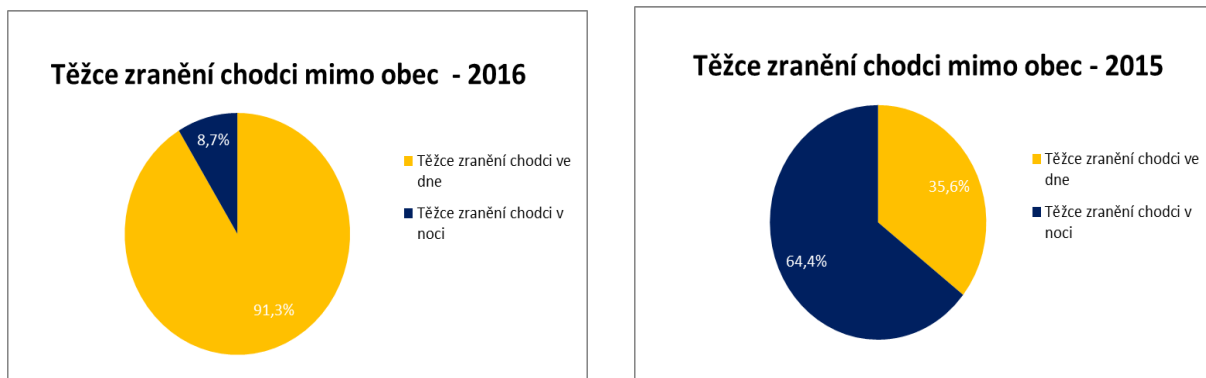 Těžce zranění chodci mimo obec - 2016
8,7%
91,3%
Těžce zranění chodci ve
dne
Těžce zranění chodci v
noci
Těžce zranění chodci mimo obec - 2015
35,6%
64,4%
Těžce zranění chodci ve
dne
Těžce zranění chodci v
noci